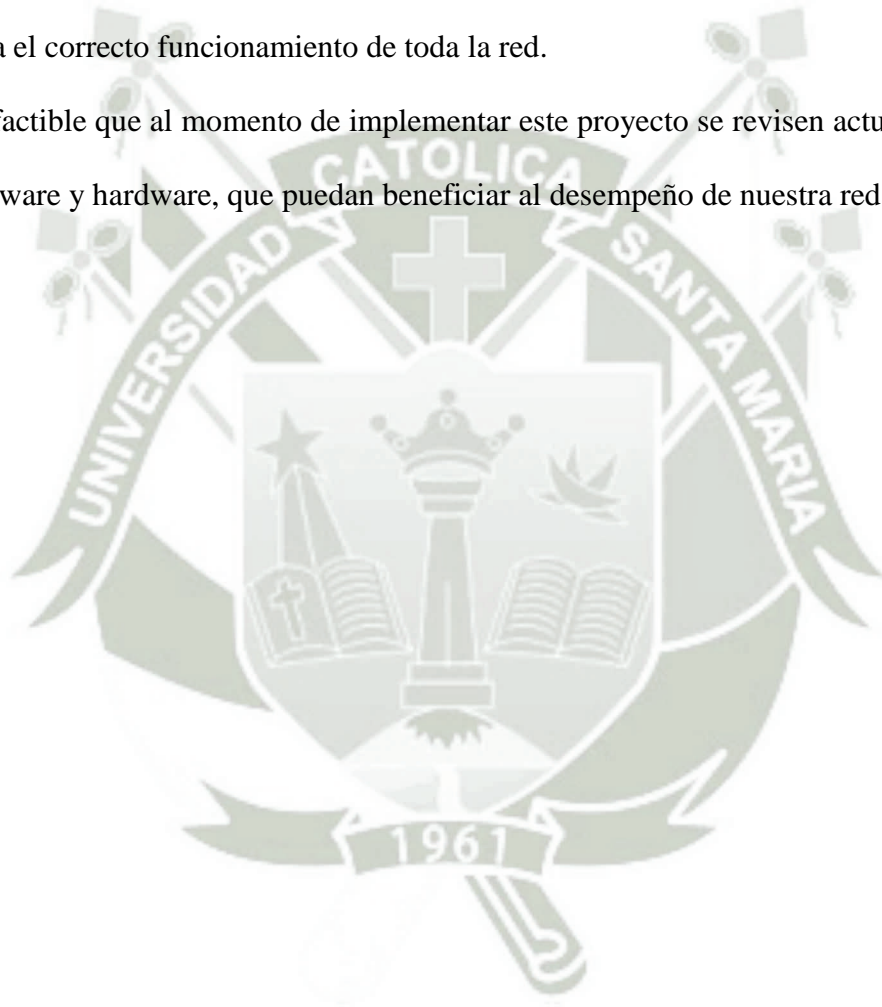 a el correcto funcionamiento de toda la red.
factible que al momento de implementar este proyecto se revisen actu
ware y hardware, que puedan beneficiar al desempeño de nuestra red
CATOLICA
UNIVERSIDAD
SANTA MARIA
1961